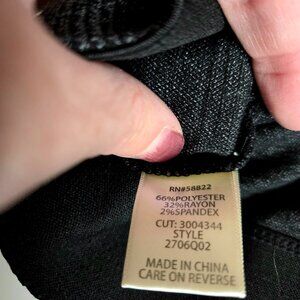 RN#58822
66%POLYESTER
32%RAYON
2%SPANDEX
CUT: 3004344
STYLE
2706Q02
MADE IN CHINA
CARE ON REVERSE